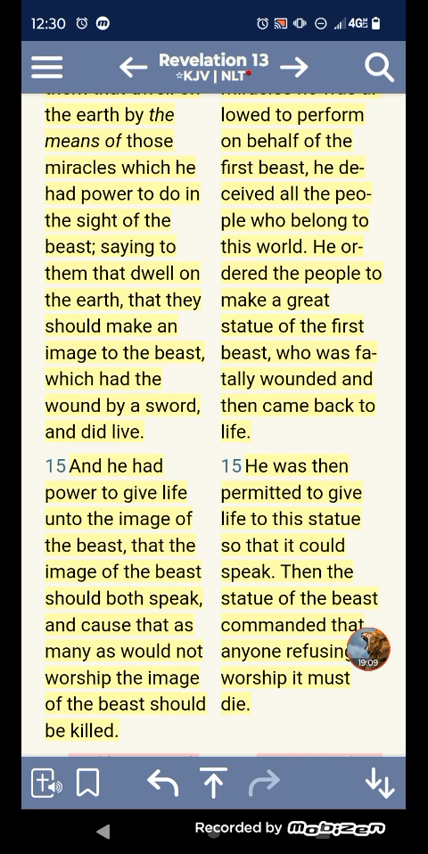 12:30
4G
Revelation 13
☆KJV | NLT
them that dwell on
the earth by the
means of those
miracles which he
had power to do in
the sight of the
beast; saying to
them that dwell on
the earth, that they
should make an
image to the beast,
which had the
wound by a sword,
and did live.
15 And he had
power to give life
unto the image of
the beast, that the
image of the beast
should both speak,
and cause that as
many as would not
worship the image
of the beast should
be killed.
miracles he was al-
lowed to perform
on behalf of the
first beast, he de-
ceived all the peo-
ple who belong to
this world. He or-
dered the people to
make a great
statue of the first
beast, who was fa-
tally wounded and
then came back to
life.
15 He was then
permitted to give
life to this statue
so that it could
speak. Then the
statue of the beast
commanded that
anyone refusing
worship it must
die.
19:09
Recorded by Mobizen